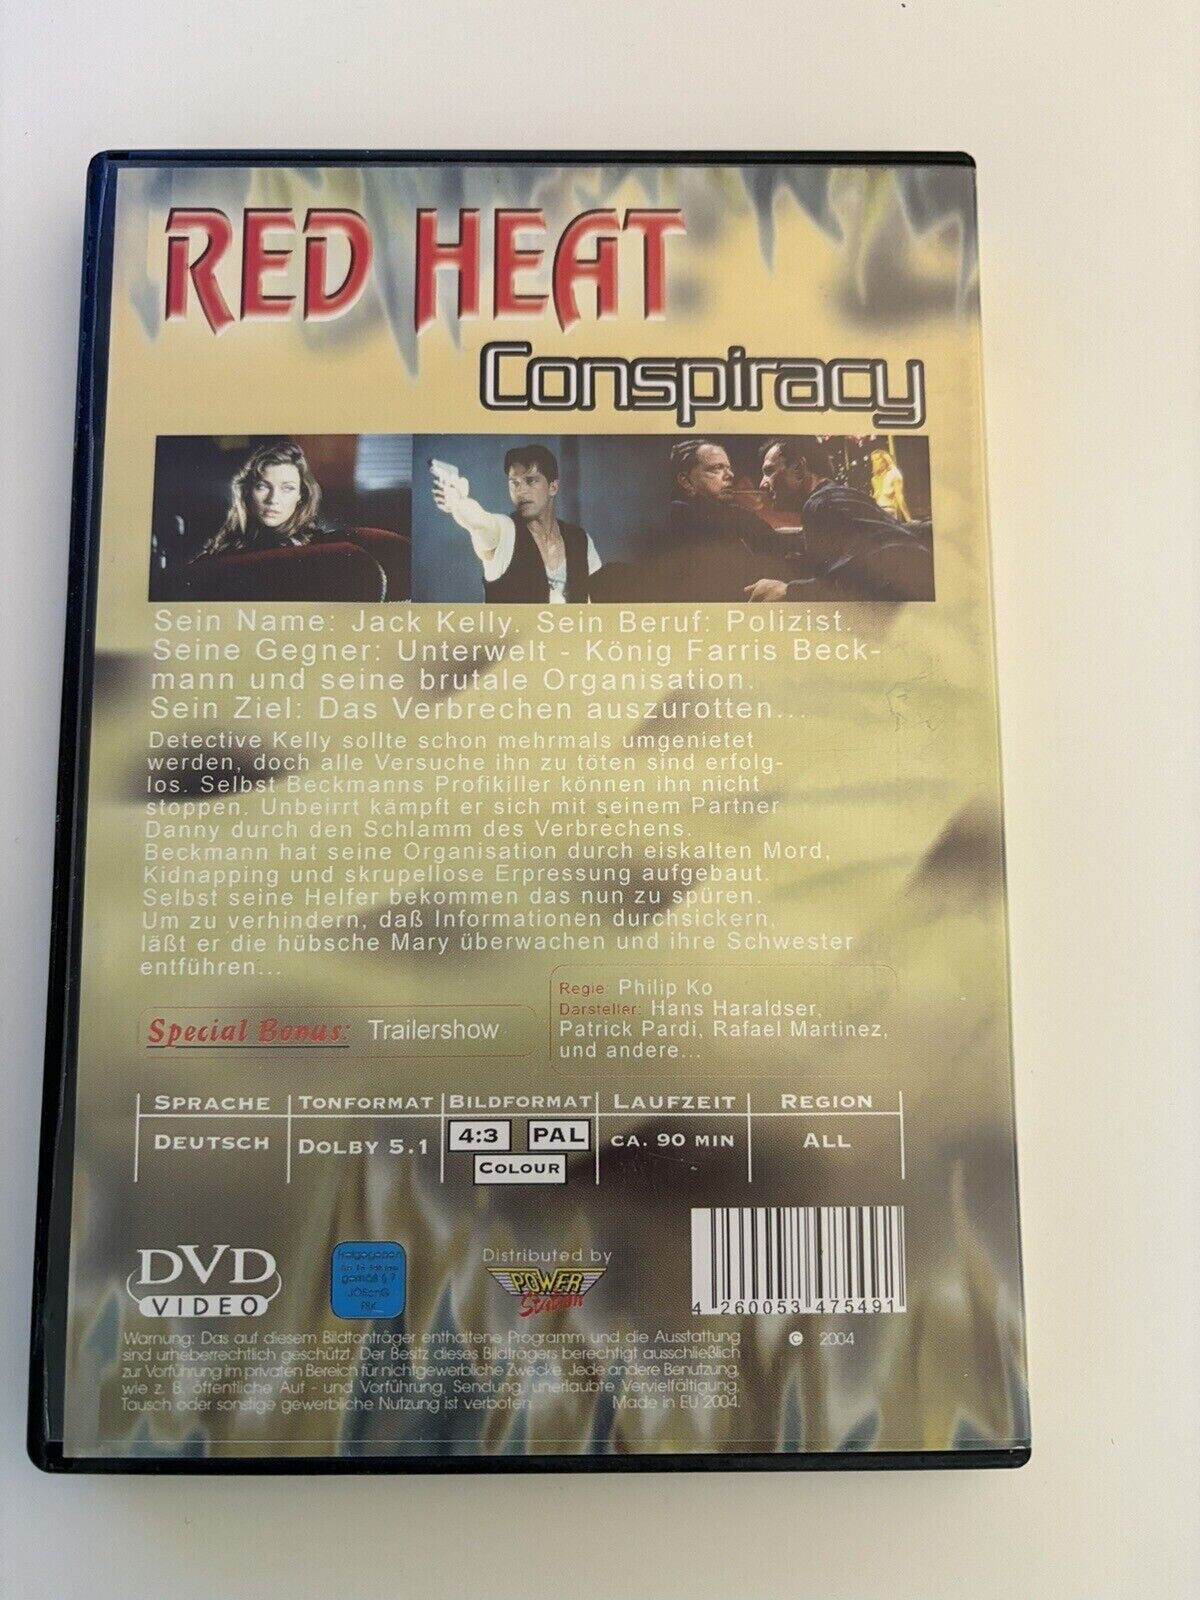 RED HEAT
Conspiracy
Sein Name: Jack Kelly. Sein Beruf: Polizist.
Seine Gegner: Unterwelt - König Farris Beck-
mann und seine brutale Organisation.
Sein Ziel: Das Verbrechen auszurotten...
Detective Kelly sollte schon mehrmals umgenietet
werden, doch alle Versuche ihn zu töten sind erfolg-
los. Selbst Beckmanns Profikiller können ihn nicht
stoppen. Unbeirrt kämpft er sich mit seinem Partner
Danny durch den Schlamm des Verbrechens.
Beckmann hat seine Organisation durch eiskalten Mord,
Kidnapping und skrupellose Erpressung aufgebaut.
Selbst seine Helfer bekommen das nun zu spüren.
Um zu verhindern, daß Informationen durchsickern,
läßt er die hübsche Mary überwachen und ihre Schwester
entführen...
Regie: Philip Ko
Darsteller: Hans Haraldser,
Patrick Pardi, Rafael Martinez,
und andere...
Special Bonus: Trailershow
SPRACHE TONFORMAT BILDFORMAT LAUFZEIT REGION
DEUTSCH DOLBY 5.1 4:3 PAL CA. 90 MIN ALL
COLOUR
DVD
VIDEO
Freigegeben
gemäß § 7
JÖSchG
FSK
Distributed by
POWER
Station
4 260053 475491
© 2004
Warnung: Das auf diesem Bildtonträger enthaltene Programm und die Ausstattung
sind urheberrechtlich geschützt. Der Besitz dieses Bildträgers berechtigt ausschließlich
zur Vorführung im privaten Bereich für nichtgewerbliche Zwecke. Jede andere Benutzung,
wie z. B. öffentliche Auf - und Vorführung, Sendung, unerlaubte Vervielfältigung,
Tausch oder sonstige gewerbliche Nutzung ist verboten. Made in EU 2004.